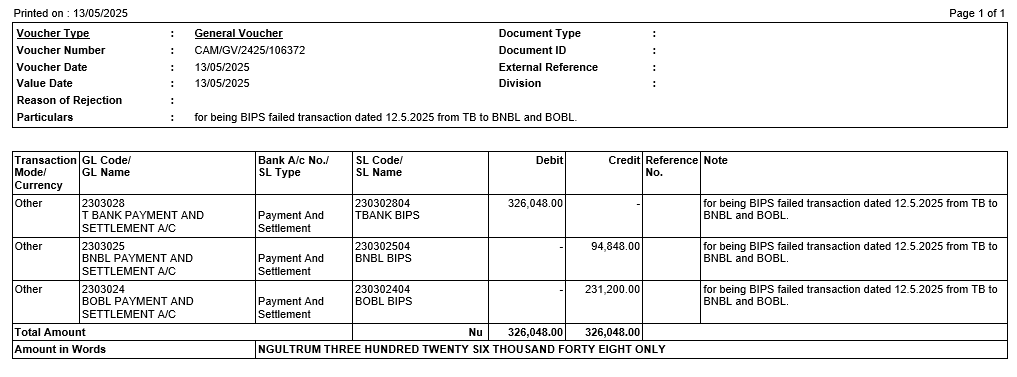 Printed on : 13/05/2025 Page 1 of 1
Voucher Type : General Voucher Document Type :
Voucher Number : CAM/GV/2425/106372 Document ID :
Voucher Date : 13/05/2025 External Reference :
Value Date : 13/05/2025 Division :
Reason of Rejection :
Particulars : for being BIPS failed transaction dated 12.5.2025 from TB to BNBL and BOBL.
Transaction GL Code/ Bank A/c No./ SL Code/ Debit Credit Reference Note
Mode/ GL Name SL Type SL Name No.
Currency
Other 2303028 230302804 326,048.00 - for being BIPS failed transaction dated 12.5.2025 from TB to
T BANK PAYMENT AND Payment And TBANK BIPS BNBL and BOBL.
SETTLEMENT A/C Settlement
Other 2303025 230302504 - 94,848.00 for being BIPS failed transaction dated 12.5.2025 from TB to
BNBL PAYMENT AND Payment And BNBL BIPS BNBL and BOBL.
SETTLEMENT A/C Settlement
Other 2303024 230302404 - 231,200.00 for being BIPS failed transaction dated 12.5.2025 from TB to
BOBL PAYMENT AND Payment And BOBL BIPS BNBL and BOBL.
SETTLEMENT A/C Settlement
Total Amount Nu 326,048.00 326,048.00
Amount in Words NGULTRUM THREE HUNDRED TWENTY SIX THOUSAND FORTY EIGHT ONLY